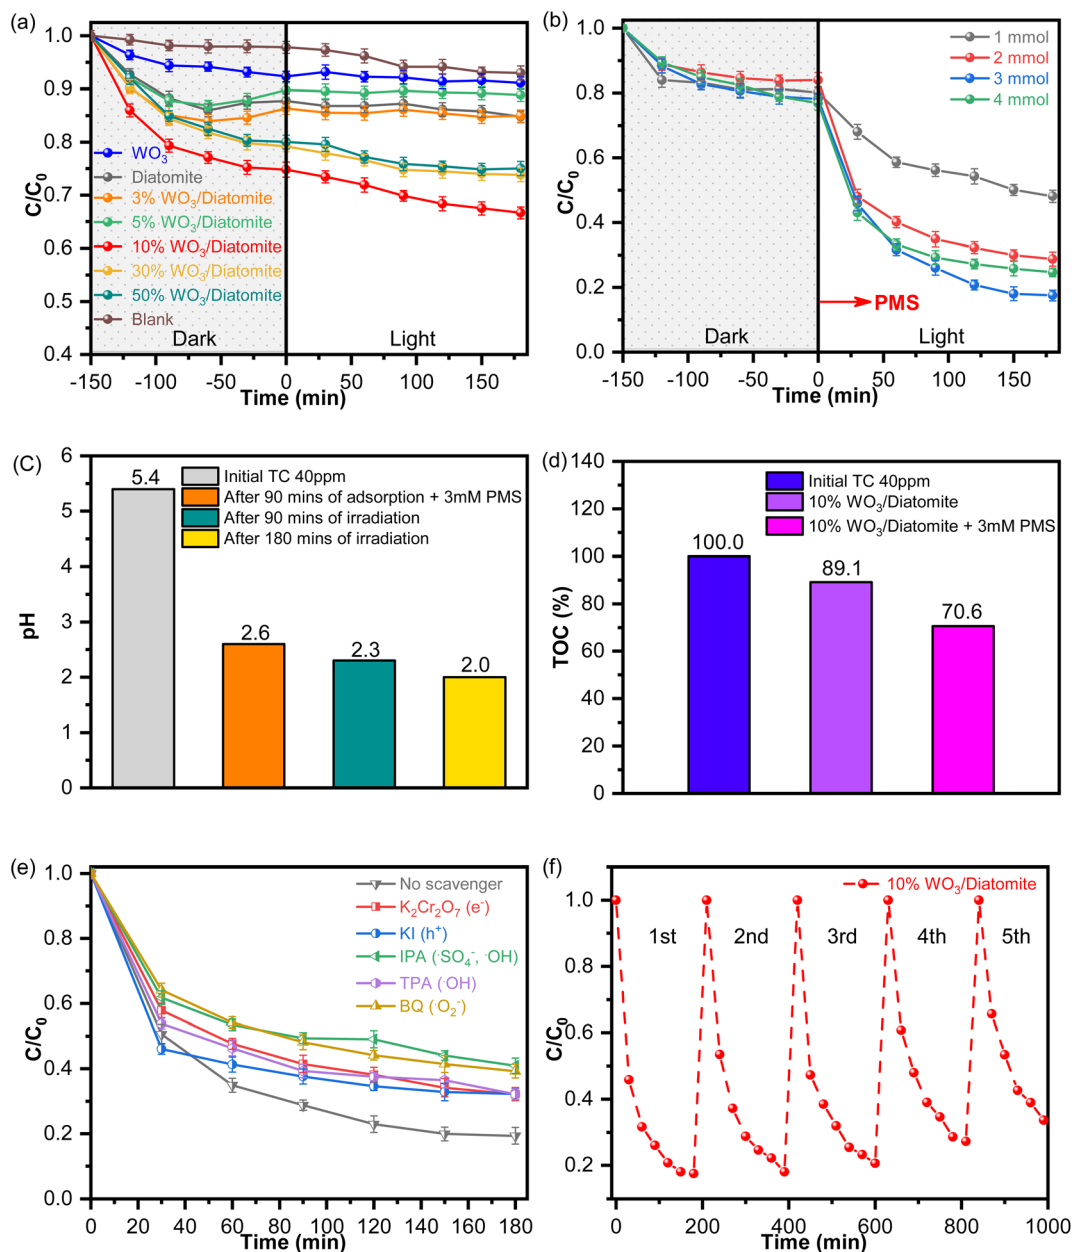 (a)
C/C0
1.0
0.9
0.8
0.7
0.6
0.5
0.4
WO3
Diatomite
3% WO3/Diatomite
5% WO3/Diatomite
10% WO3/Diatomite
30% WO3/Diatomite
50% WO3/Diatomite
Blank
Dark
Light
-150 -100 -50 0 50 100 150
Time (min)
(b)
C/C0
1.0
0.8
0.6
0.4
0.2
0.0
1 mmol
2 mmol
3 mmol
4 mmol
PMS
Dark
Light
-150 -100 -50 0 50 100 150
Time (min)
(C)
pH
6
5
4
3
2
1
0
Initial TC 40ppm
After 90 mins of adsorption + 3mM PMS
After 90 mins of irradiation
After 180 mins of irradiation
5.4
2.6
2.3
2.0
(d)
TOC (%)
140
120
100
80
60
40
20
0
Initial TC 40ppm
10% WO3/Diatomite
10% WO3/Diatomite + 3mM PMS
100.0
89.1
70.6
(e)
C/C0
1.0
0.8
0.6
0.4
0.2
0.0
No scavenger
K2Cr2O7 (e-)
KI (h+)
IPA (·SO4-, ·OH)
TPA (·OH)
BQ (·O2-)
0 20 40 60 80 100 120 140 160 180
Time (min)
(f)
C/C0
1.0
0.8
0.6
0.4
0.2
10% WO3/Diatomite
1st
2nd
3rd
4th
5th
0 200 400 600 800 1000
Time (min)